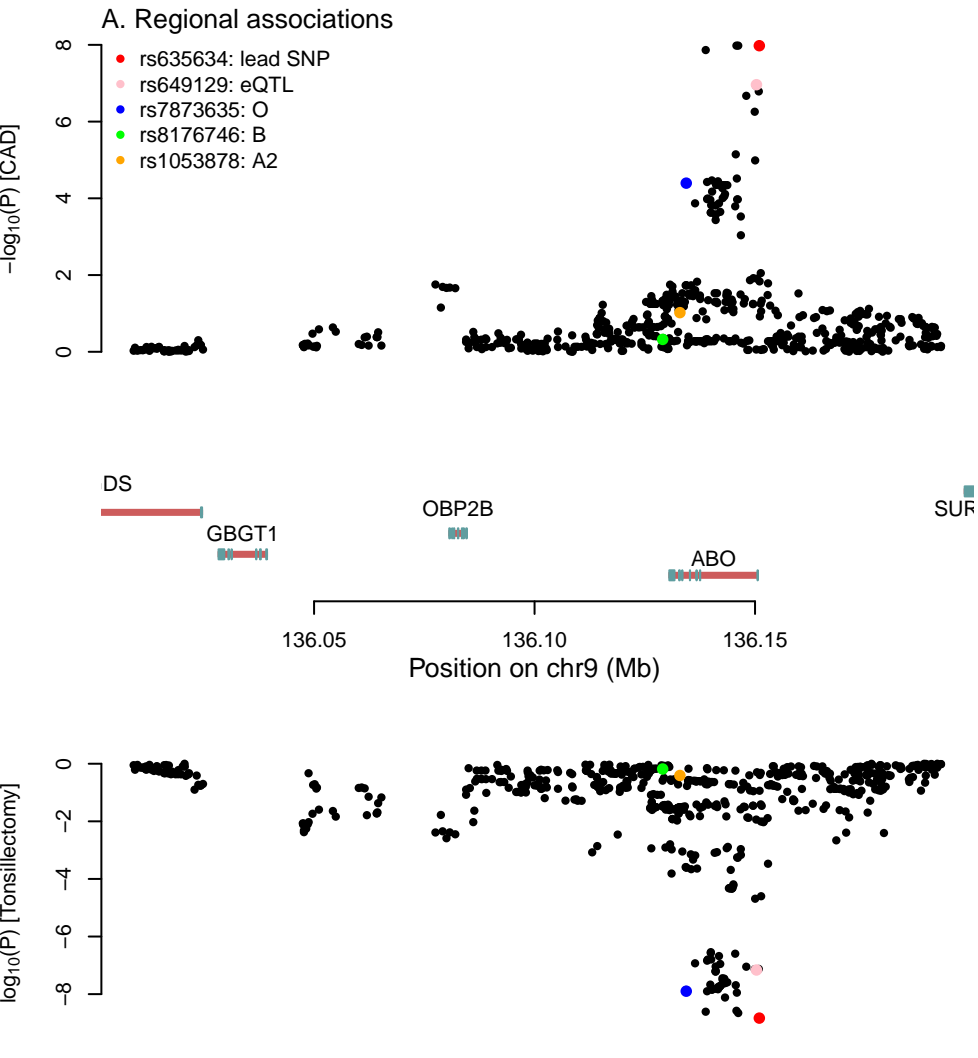 A. Regional associations
rs635634: lead SNP
rs649129: eQTL
rs7873635: O
rs8176746: B
rs1053878: A2
8
6
4
2
0
−log10(P) [CAD]
DS
GBGT1
OBP2B
ABO
SUR
136.05 136.10 136.15
Position on chr9 (Mb)
0
−2
−4
−6
−8
log10(P) [Tonsillectomy]